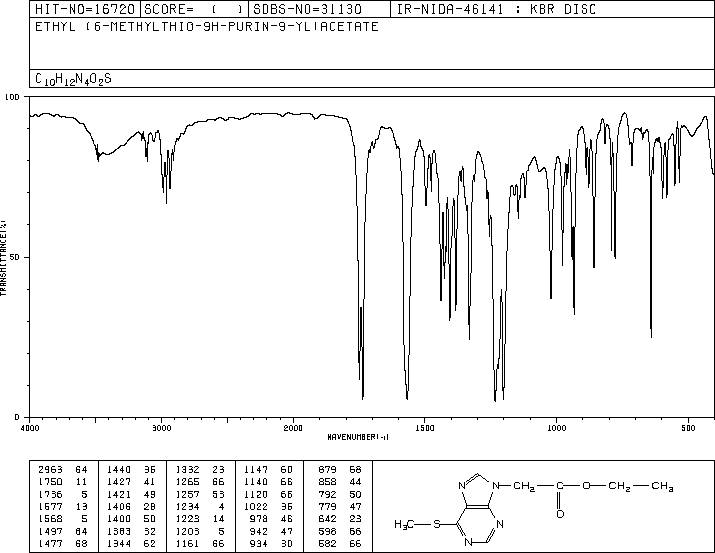 HIT-NO=16720 SCORE= ( ) SDBS-NO=31130 IR-NIDA-46141 : KBR DISC
ETHYL (6-METHYLTHIO-9H-PURIN-9-YL)ACETATE
C10H12N4O2S
100
50
0
TRANSMITTANCE(%)
4000 3000 2000 1500 1000 500
WAVENUMBER(-1)
2963 64 1440 35 1332 23 1147 60 879 68
1750 11 1427 41 1265 66 1140 66 858 44
1736 5 1421 49 1257 53 1120 66 792 50
1577 13 1406 28 1234 4 1022 35 779 47
1568 5 1400 50 1223 14 978 46 642 23
1497 64 1383 32 1203 5 942 47 598 66
1477 68 1344 62 1161 66 934 30 582 66
N N N CH2 C O CH2 CH3
O
H3C S N